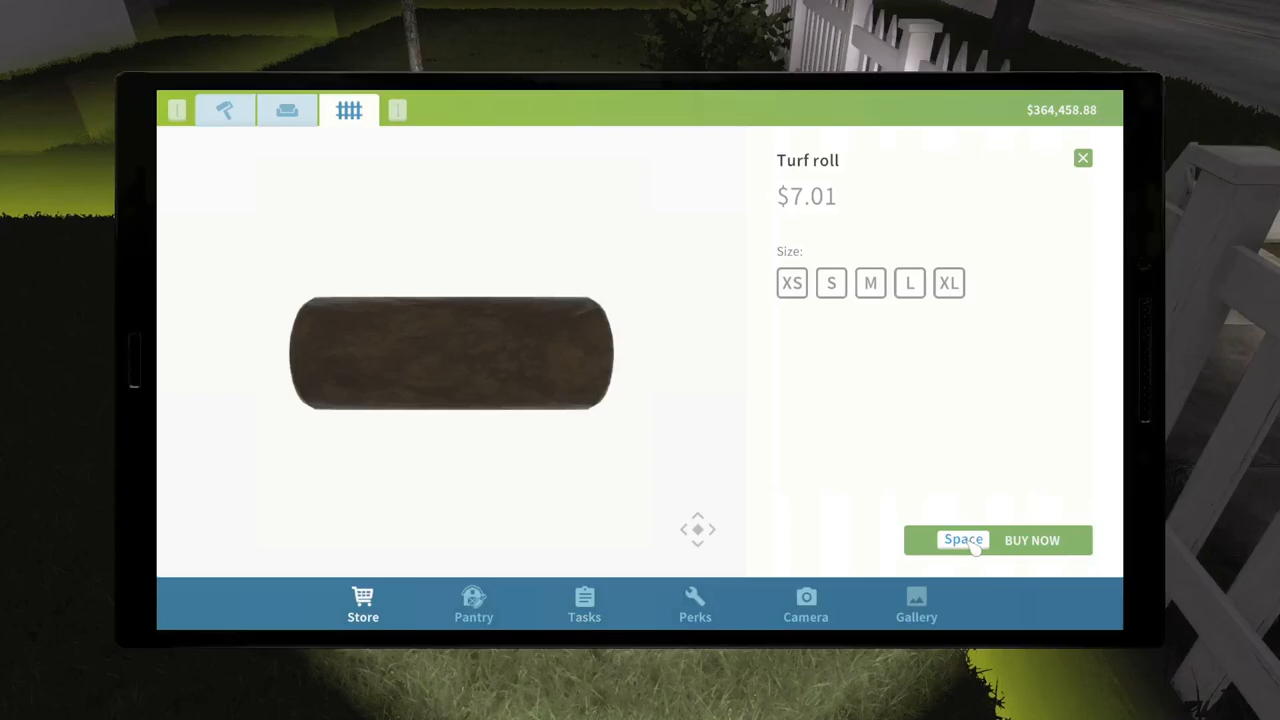 $364,458.88
Turf roll
$7.01
Size:
XS S M L XL
Space BUY NOW
Store Pantry Tasks Perks Camera Gallery